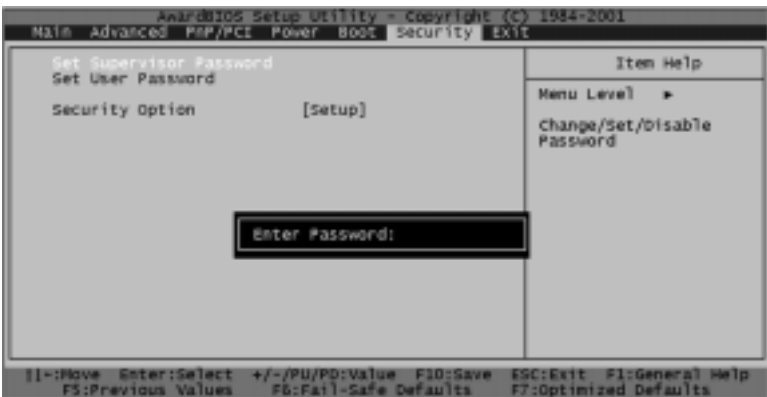 AwardBIOS Setup Utility - Copyright (C) 1984-2001
Main Advanced PnP/PCI Power Boot Security Exit
Set Supervisor Password
Set User Password
Security Option [Setup]
Enter Password:
Item Help
Menu Level ►
Change/Set/Disable
Password
:Move Enter:Select +/-/PU/PD:Value F10:Save ESC:Exit F1:General Help
F5:Previous Values F6:Fail-Safe Defaults F7:Optimized Defaults